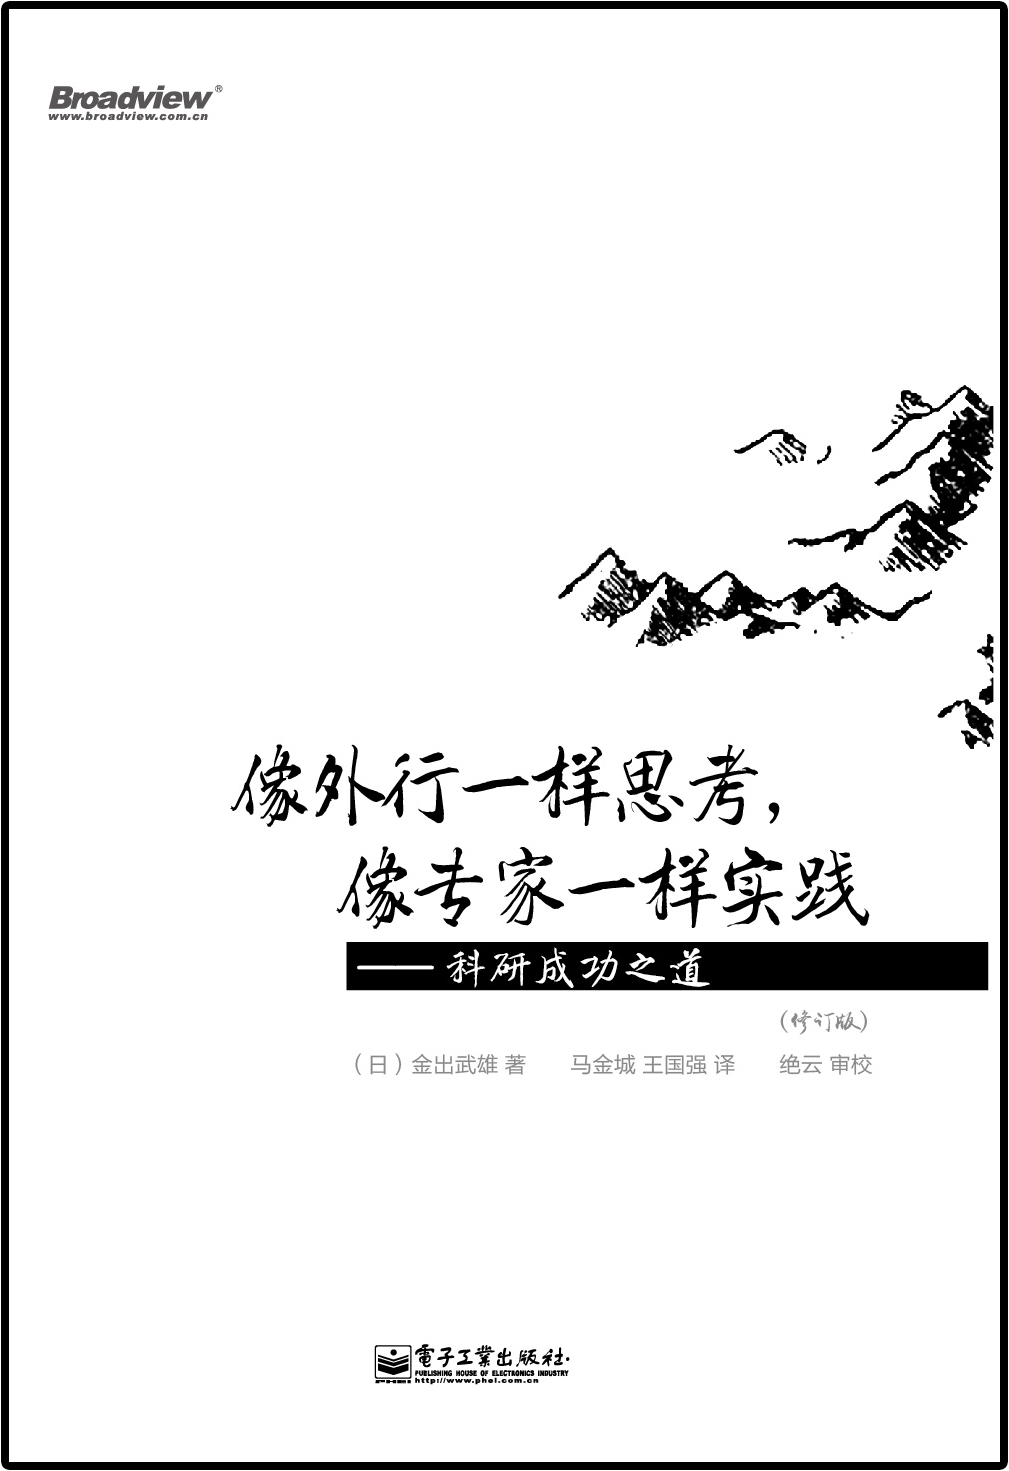 Broadview®
www.broadview.com.cn
像外行一样思考，
像专家一样实践
——科研成功之道
（修订版）
（日）金出武雄 著　　马金城 王国强 译　　绝云 审校
電子工業出版社·
PUBLISHING HOUSE OF ELECTRONICS INDUSTRY
PHEI http://www.phei.com.cn